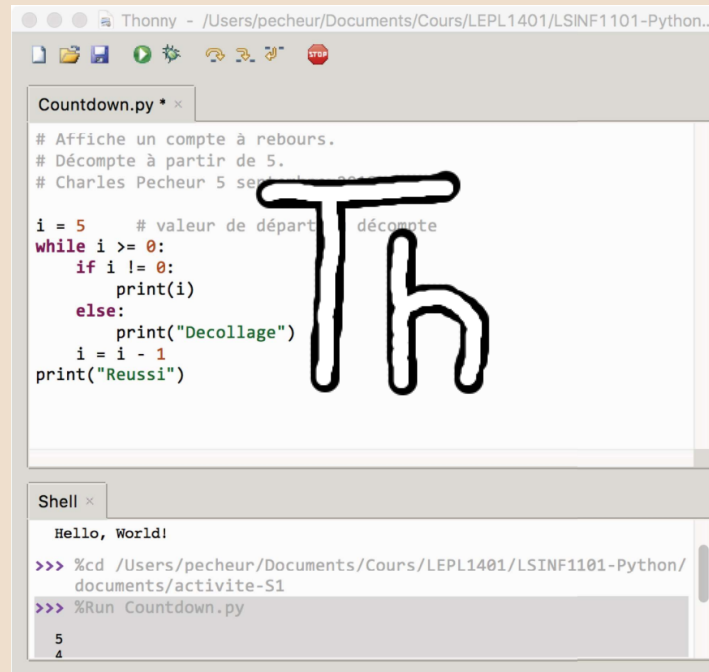 Thonny - /Users/pecheur/Documents/Cours/LEPL1401/LSINF1101-Python...
STOP
Countdown.py * ×
# Affiche un compte à rebours.
# Décompte à partir de 5.
# Charles Pecheur 5
i = 5 # valeur de départ décompte
while i >= 0:
if i != 0:
print(i)
else:
print("Decollage")
i = i - 1
print("Reussi")
Th
Shell ×
Hello, World!
>>> %cd /Users/pecheur/Documents/Cours/LEPL1401/LSINF1101-Python/
documents/activite-S1
>>> %Run Countdown.py
5
4